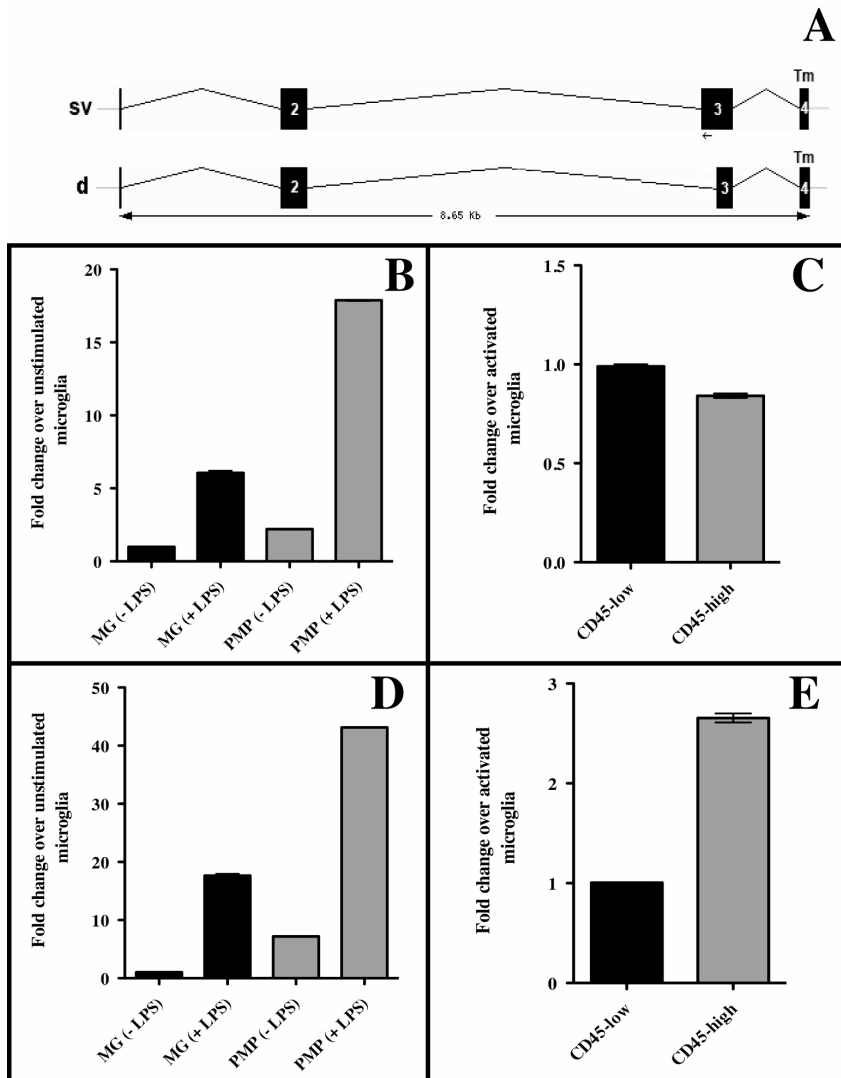 A
Tm
sv
2
3
4
←
Tm
d
2
3
4
8.65 Kb
B
Fold change over unstimulated
microglia
20
15
10
5
0
MG (- LPS)
MG (+ LPS)
PMP (- LPS)
PMP (+ LPS)
C
Fold change over activated
microglia
1.5
1.0
0.5
0.0
CD45-low
CD45-high
D
Fold change over unstimulated
microglia
50
40
30
20
10
0
MG (- LPS)
MG (+ LPS)
PMP (- LPS)
PMP (+ LPS)
E
Fold change over activated
microglia
3
2
1
0
CD45-low
CD45-high